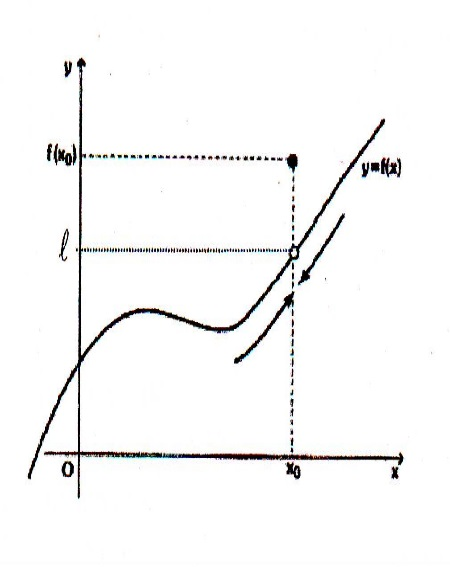 y
f(x₀)
y=f(x)
ℓ
O
x₀
x